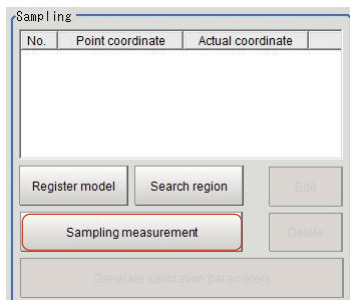 Sampling
No. Point coordinate Actual coordinate
Register model Search region Edit
Sampling measurement Delete
Generate calibration parameters